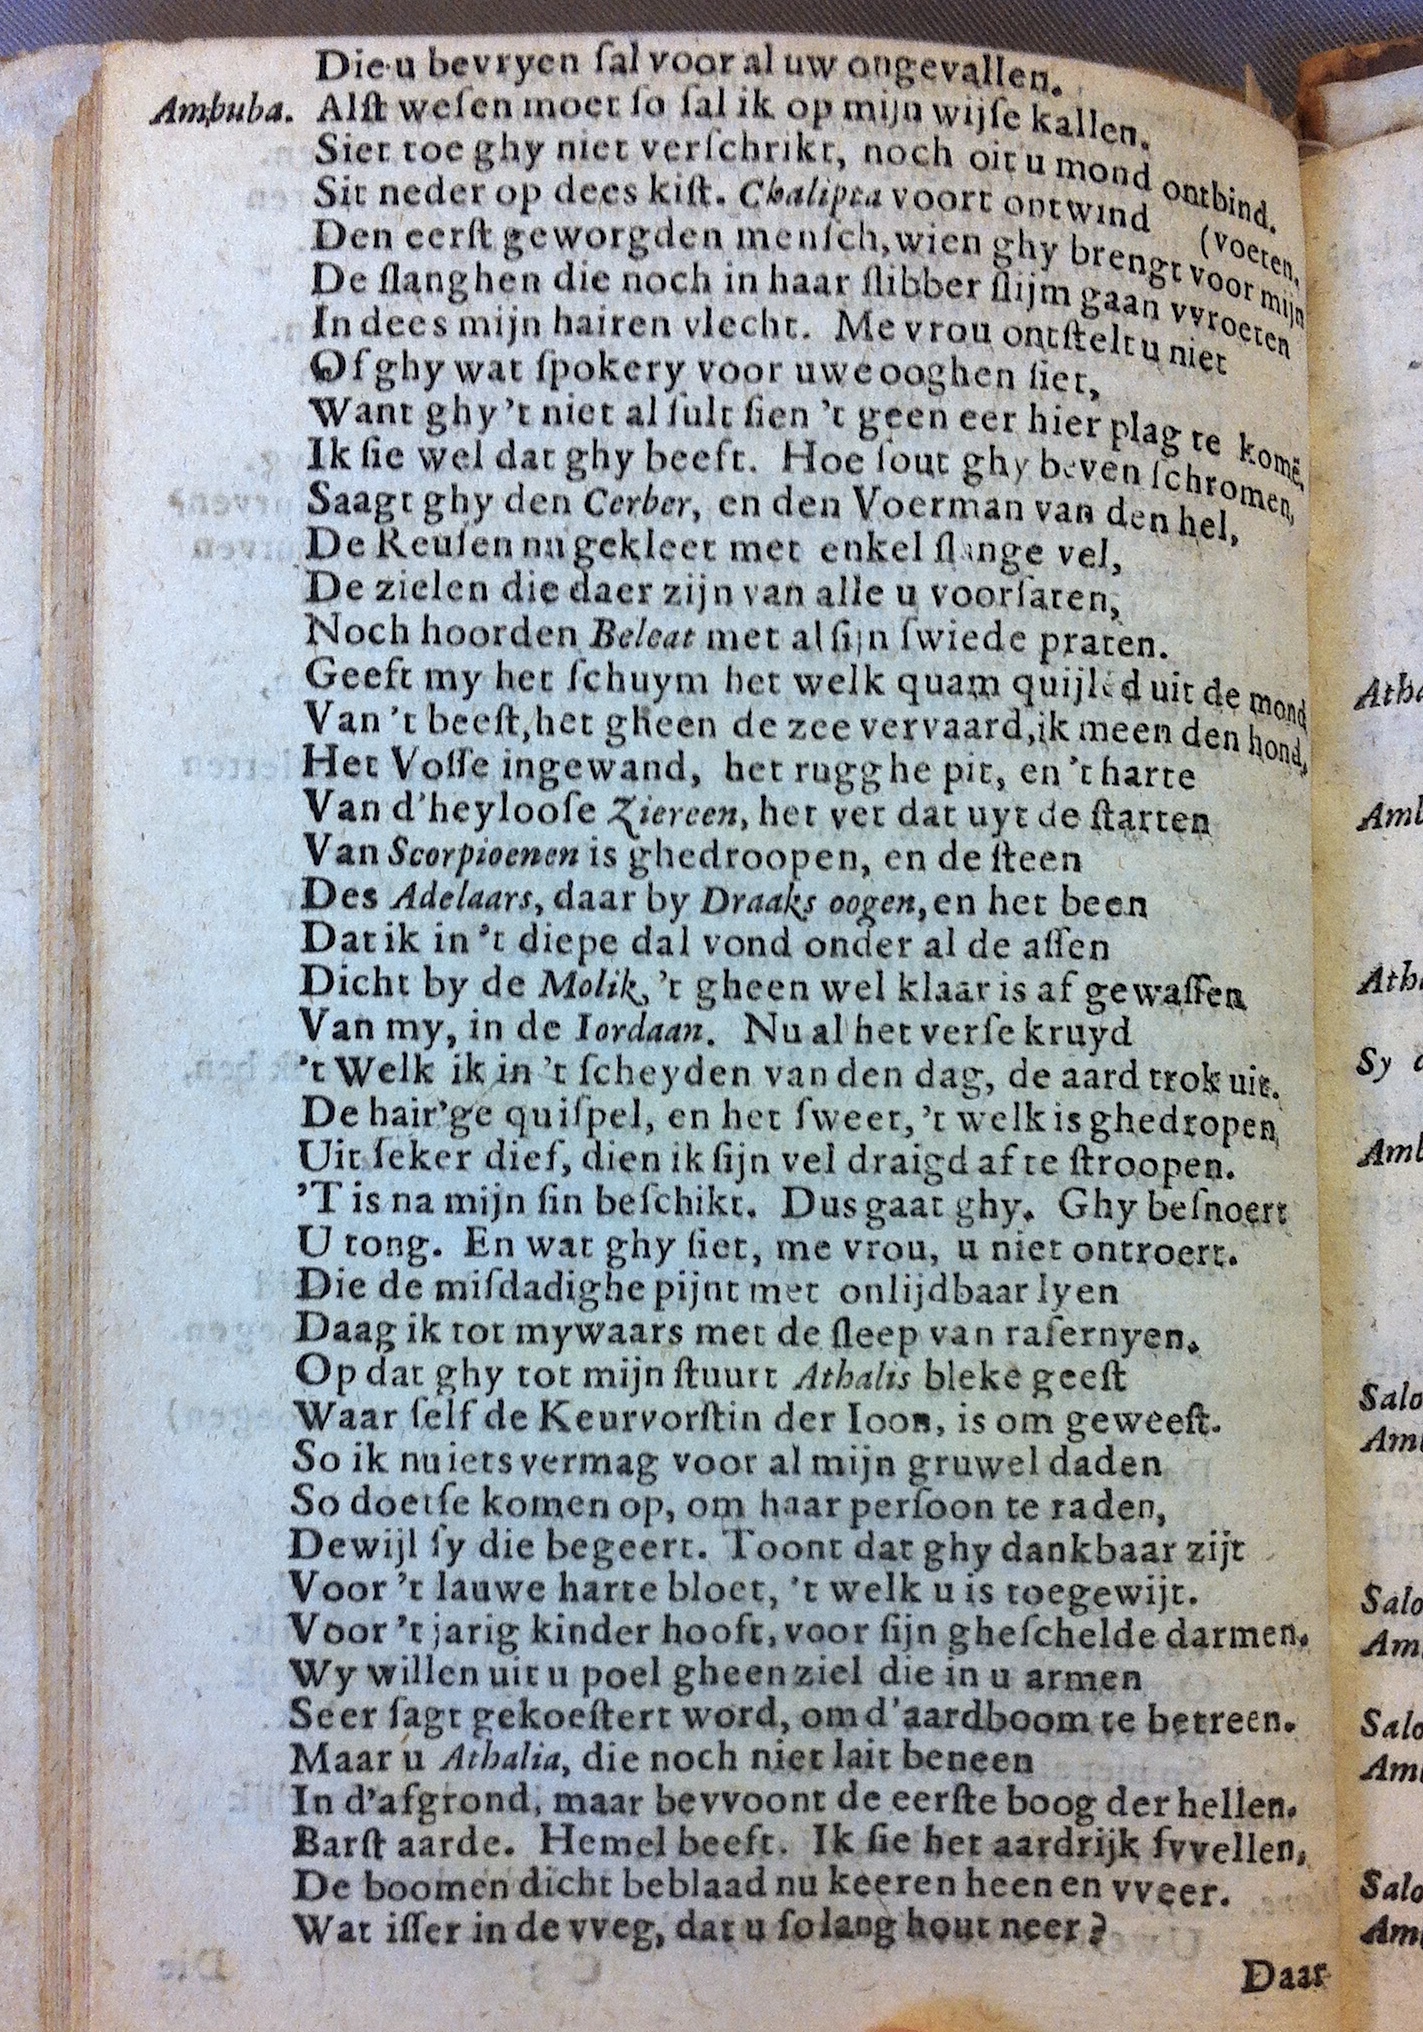 Die u bevryen ſal voor al uw ongevallen.
Ambuba. Alſt weſen moet ſo ſal ik op mijn wijſe kallen.
Siet toe ghy niet verſchrikt, noch oit u mond ontbind.
Sit neder op dees kiſt. Chalipta voort ontwind
(voeten.
Den eerſt geworgden menſch, wien ghy brengt voor mijn
De ſlanghen die noch in haar ſlibber ſlijm gaan vvroeten
In dees mijn hairen vlecht. Me vrou ontſtelt u niet
Of ghy wat ſpokery voor uwe ooghen ſiet,
Want ghy 't niet al ſult ſien 't geen eer hier plag te komē,
Ik ſie wel dat ghy beeft. Hoe ſout ghy beven ſchromen,
Saagt ghy den Cerber, en den Voerman van den hel,
De Reuſen nu gekleet met enkel ſlange vel,
De zielen die daer zijn van alle u voorſaten,
Noch hoorden Beleat met al ſijn ſwiede praten.
Geeft my het ſchuym het welk quam quijlēd uit de mond
Van 't beeſt, het gheen de zee vervaard, ik meen den hond,
Het Voſſe ingewand, het rugghe pit, en 't harte
Van d'heylooſe Ziereen, het vet dat uyt de ſtarten
Van Scorpioenen is ghedroopen, en de ſteen
Des Adelaars, daar by Draaks oogen, en het been
Dat ik in 't diepe dal vond onder al de aſſen
Dicht by de Molik, 't gheen wel klaar is af gewaſſen
Van my, in de Iordaan. Nu al het verſe kruyd
't Welk ik in 't ſcheyden van den dag, de aard trok uit.
De hair'ge quiſpel, en het ſweet, 't welk is ghedropen
Uit ſeker dief, dien ik ſijn vel draigd af te ſtroopen.
'T is na mijn ſin beſchikt. Dus gaat ghy. Ghy beſnoert
U tong. En wat ghy ſiet, me vrou, u niet ontroert.
Die de miſdadighe pijnt met onlijdbaar lyen
Daag ik tot mywaars met de ſleep van raſernyen.
Op dat ghy tot mijn ſtuurt Athalis bleke geeſt
Waar ſelf de Keurvorſtin der Ioon, is om geweeſt.
So ik nu iets vermag voor al mijn gruwel daden
So doetſe komen op, om haar perſoon te raden,
Dewijl ſy die begeert. Toont dat ghy dankbaar zijt
Voor 't lauwe harte bloet, 't welk u is toegewijt.
Voor 't jarig kinder hooft, voor ſijn gheſchelde darmen.
Wy willen uit u poel gheen ziel die in u armen
Seer ſagt gekoeſtert word, om d'aardboom te betreen.
Maar u Athalia, die noch niet lait beneen
In d'afgrond, maar bevvoont de eerſte boog der hellen.
Barſt aarde. Hemel beeft. Ik ſie het aardrijk ſvvellen,
De boomen dicht beblaad nu keeren heen en vveer.
Wat iſſer in de vveg, dat u ſo lang hout neer?
Daar
Atha
Amb
Atha
Sy
Amb
Salo
Am
Salo
Am
Salo
Am
Salo
Am